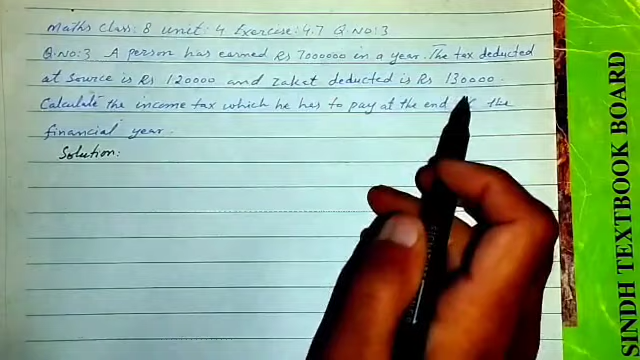 Maths Class: 8 unit: 4 Exercise: 4.7 Q.NO:3
Q.NO:3 A person has earned Rs 7000000 in a year. The tax deducted
at source is Rs 120000 and Zaket deducted is Rs 130000.
Calculate the income tax which he has to pay at the end the
financial year.
Solution:
SINDH TEXTBOOK BOARD